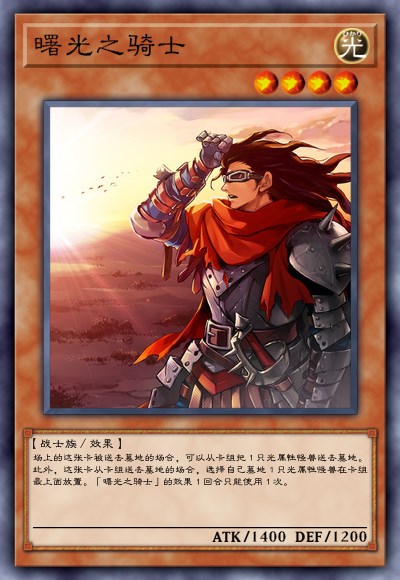 曙光之骑士
光
【战士族／效果】
场上的这张卡被送去墓地的场合，可以从卡组把1只光属性怪兽送去墓地。
此外，这张卡从卡组送去墓地的场合，选择自己墓地1只光属性怪兽在卡组
最上面放置。「曙光之骑士」的效果1回合只能使用1次。
ATK/1400 DEF/1200